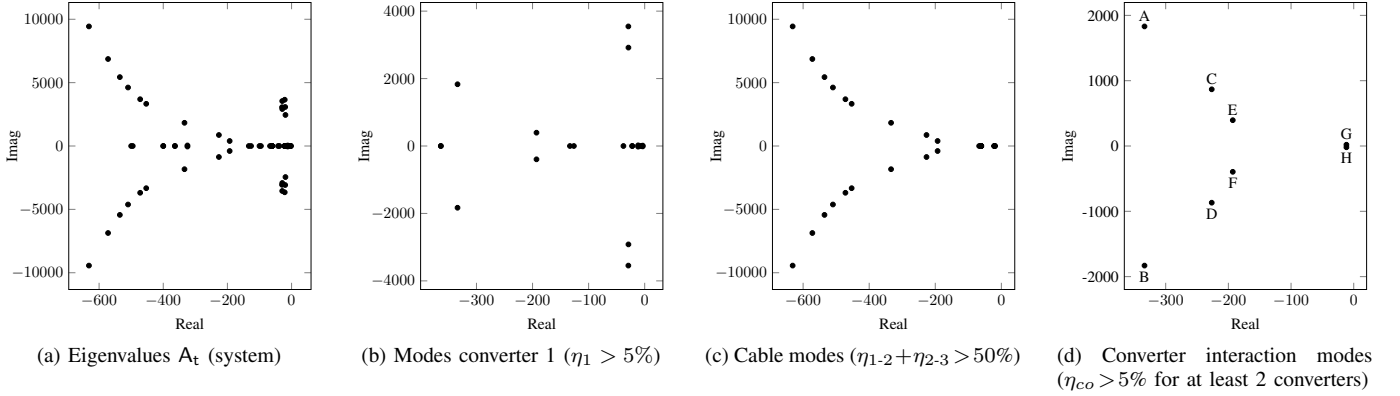 10000
5000
0
−5000
−10000
Imag
−600
−400
−200
0
Real
(a) Eigenvalues At (system)
4000
2000
0
−2000
−4000
Imag
−300
−200
−100
0
Real
(b) Modes converter 1 (η1 > 5%)
10000
5000
0
−5000
−10000
Imag
−600
−400
−200
0
Real
(c) Cable modes (η1-2+η2-3>50%)
2000
1000
0
−1000
−2000
Imag
A
C
E
G
H
F
D
B
−300
−200
−100
0
Real
(d) Converter interaction modes
(ηco>5% for at least 2 converters)